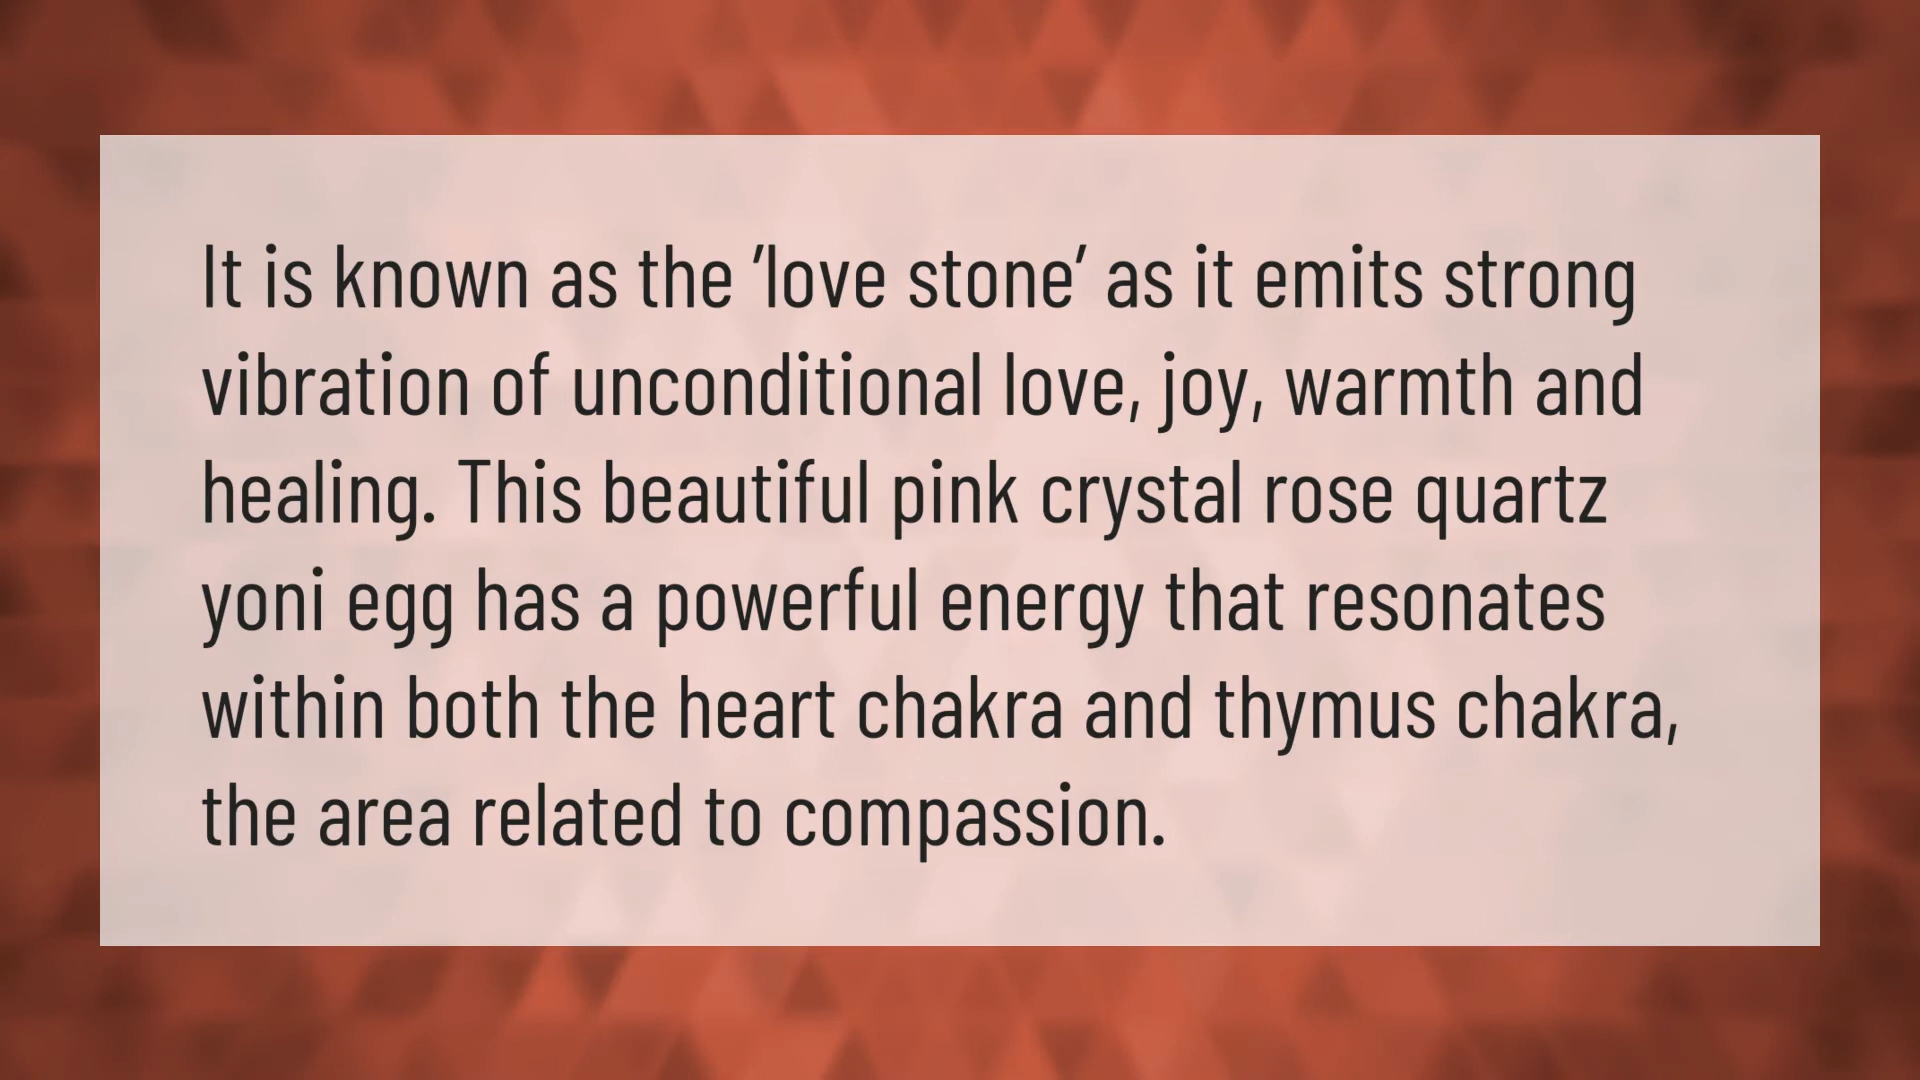 It is known as the ′love stone′ as it emits strong
vibration of unconditional love, joy, warmth and
healing. This beautiful pink crystal rose quartz
yoni egg has a powerful energy that resonates
within both the heart chakra and thymus chakra,
the area related to compassion.